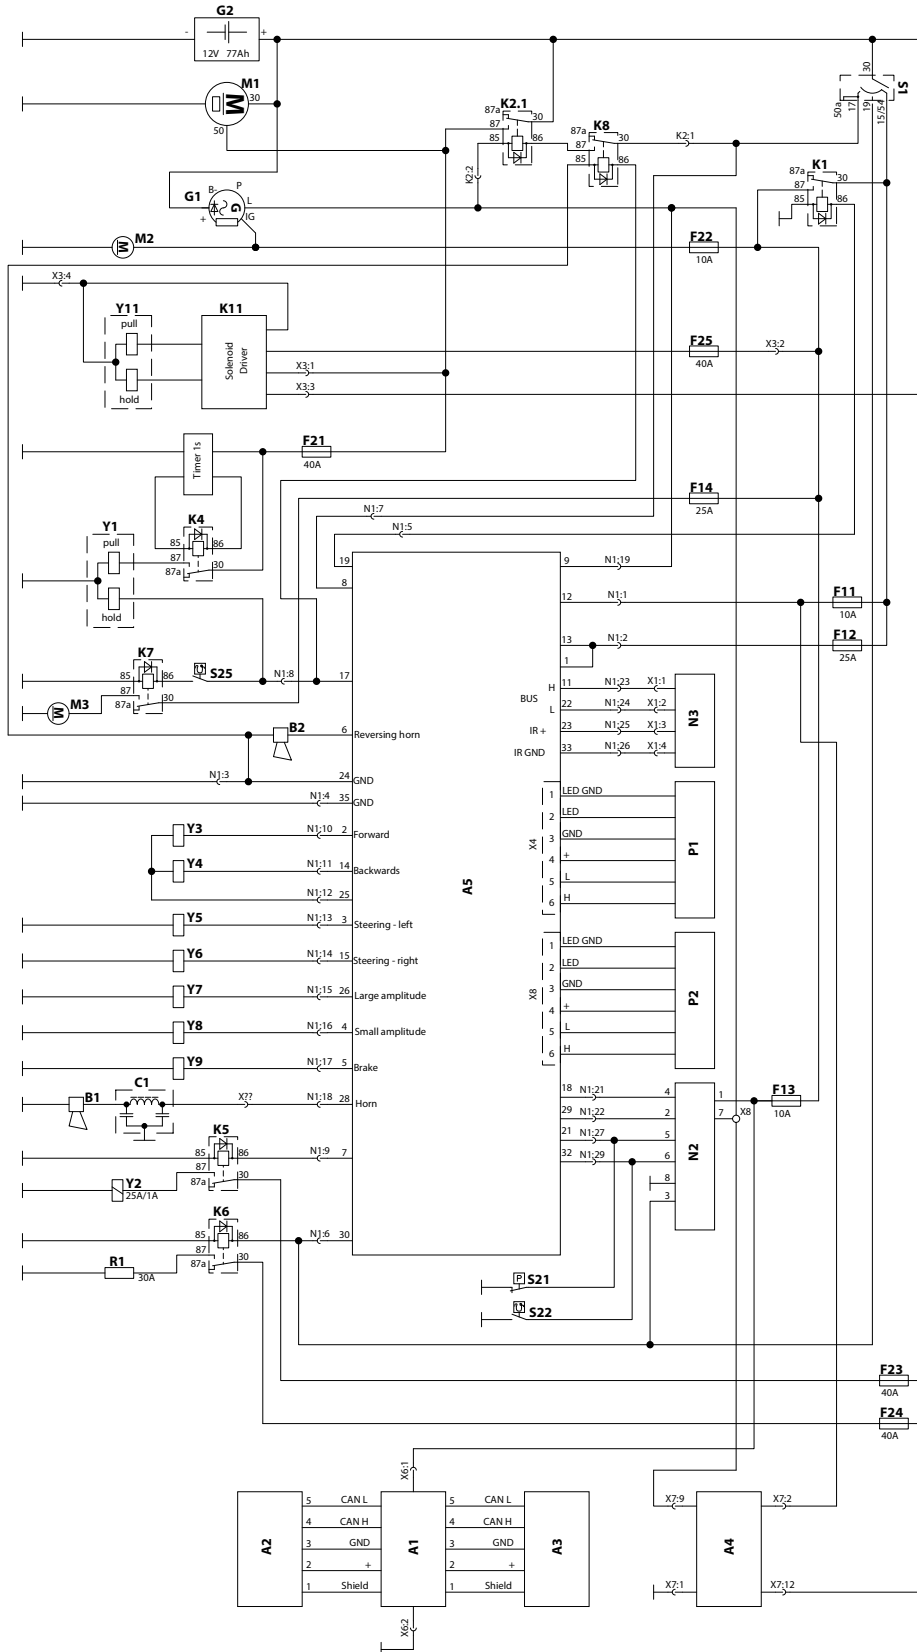 G2
- +
12V 77Ah
M1
M 30
50
K2.1
87a 30
87
85 86
K2:2
K8
87a 30
87
85 86
K2:1
30
S1
50a
17
19
15/54
K1
87a 30
87
85 86
G1
B- P
L
G
+ IG
M2
M
F22
10A
X3:4
Y11
pull
hold
K11
Solenoid
Driver
F25 X3:2
40A
X3:1
X3:3
Timer 1s
F21
40A
F14
25A
N1:7
N1:5
K4
85 86
87
87a 30
Y1
pull
hold
19
8
9 N1:19
12 N1:1
F11
10A
13 N1:2
1
F12
25A
K7
85 86
87
87a 30
S25
N1:8 17
M3
M
BUS
H 11 N1:23 X1:1
L 22 N1:24 X1:2
IR + 23 N1:25 X1:3
IR GND 33 N1:26 X1:4
N3
B2
6 Reversing horn
N1:3 24 GND
N1:4 35 GND
Y3 N1:10 2 Forward
Y4 N1:11 14 Backwards
N1:12 25
Y5 N1:13 3 Steering - left
Y6 N1:14 15 Steering - right
Y7 N1:15 26 Large amplitude
Y8 N1:16 4 Small amplitude
Y9 N1:17 5 Brake
A5
X4
1 LED GND
2 LED
3 GND
4 +
5 L
6 H
P1
X8
1 LED GND
2 LED
3 GND
4 +
5 L
6 H
P2
B1
C1
X??
N1:18 28 Horn
18 N1:21 4
29 N1:22 2
21 N1:27 5
32 N1:29 6
8
3
N2
1
7 X8
F13
10A
K5
85 86
87
87a 30
N1:9 7
Y2
25A/1A
K6
85 86
87
87a 30
N1:6 30
R1
30A
P S21
S22
F23
40A
F24
40A
X6:1
A2
5 CAN L
4 CAN H
3 GND
2 +
1 Shield
A1
5 CAN L
4 CAN H
3 GND
2 +
1 Shield
A3
X6:2
X7:9 X7:2
A4
X7:1 X7:12